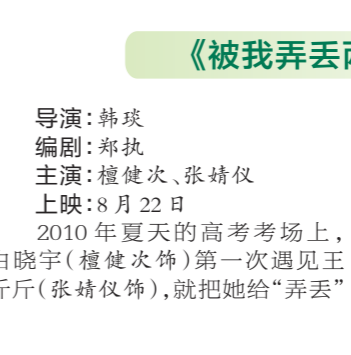 《被我弄丢
导演：韩琰
编剧：郑执
主演：檀健次、张婧仪
上映：8月22日
2010年夏天的高考考场上，
晓宇(檀健次饰)第一次遇见王
斤斤(张婧仪饰)，就把她给“弄丢”